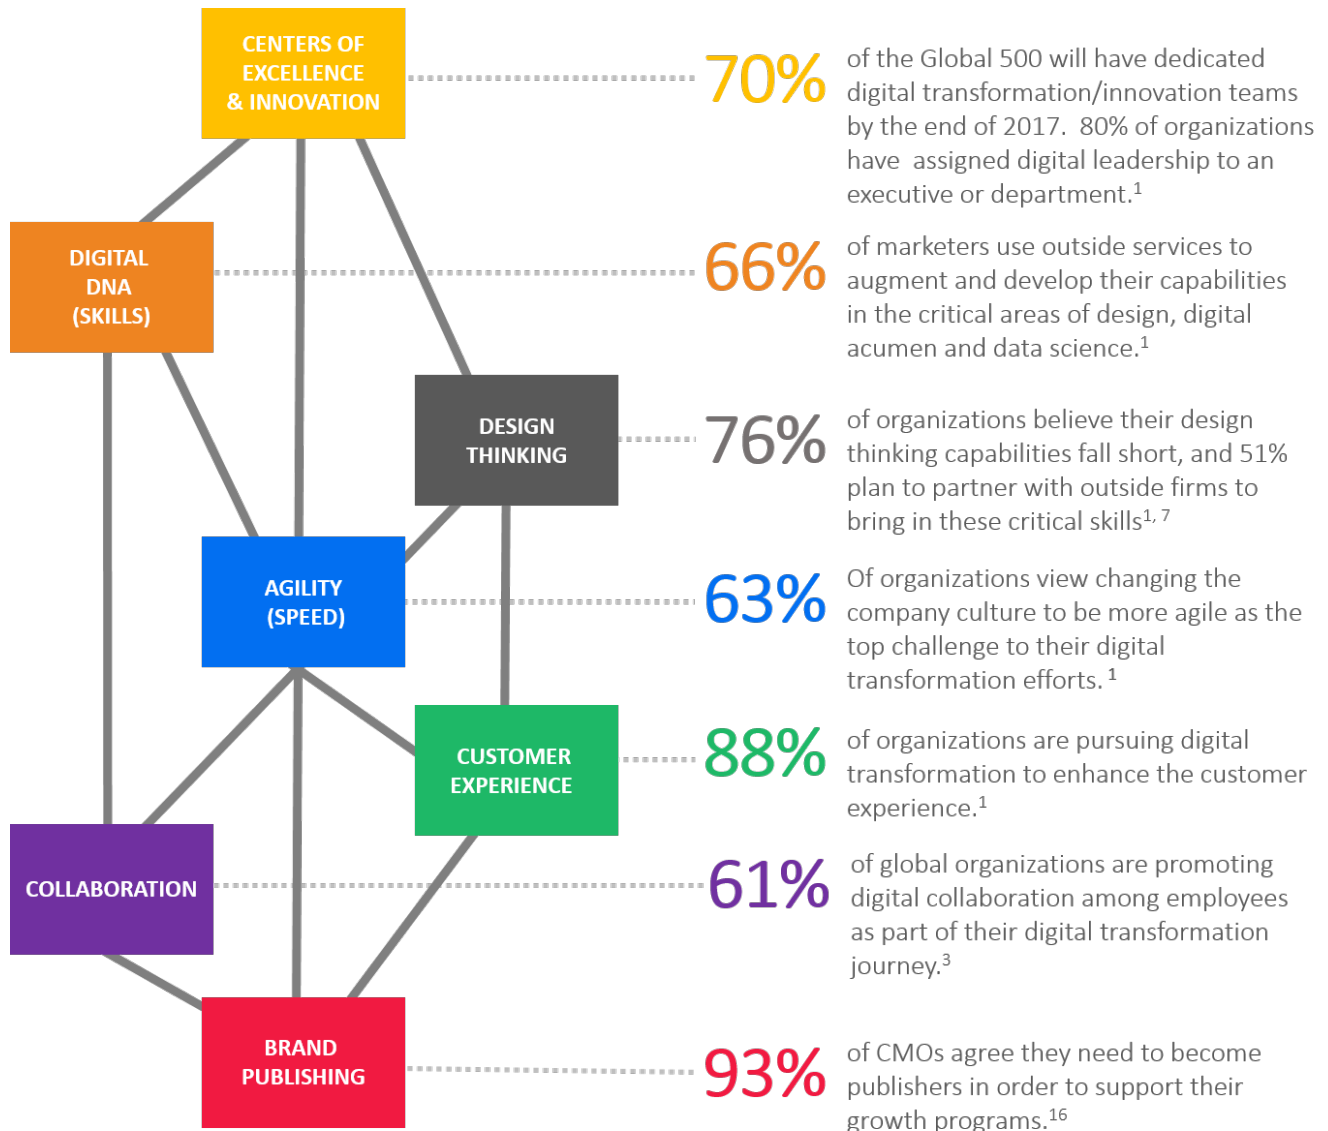 CENTERS OF
EXCELLENCE
& INNOVATION
70%
of the Global 500 will have dedicated
digital transformation/innovation teams
by the end of 2017.  80% of organizations
have  assigned digital leadership to an
executive or department.1
DIGITAL
DNA
(SKILLS)
66%
of marketers use outside services to
augment and develop their capabilities
in the critical areas of design, digital
acumen and data science.1
DESIGN
THINKING
76%
of organizations believe their design
thinking capabilities fall short, and 51%
plan to partner with outside firms to
bring in these critical skills1, 7
AGILITY
(SPEED)
63%
Of organizations view changing the
company culture to be more agile as the
top challenge to their digital
transformation efforts. 1
CUSTOMER
EXPERIENCE
88%
of organizations are pursuing digital
transformation to enhance the customer
experience.1
COLLABORATION
61%
of global organizations are promoting
digital collaboration among employees
as part of their digital transformation
journey.3
BRAND
PUBLISHING
93%
of CMOs agree they need to become
publishers in order to support their
growth programs.16